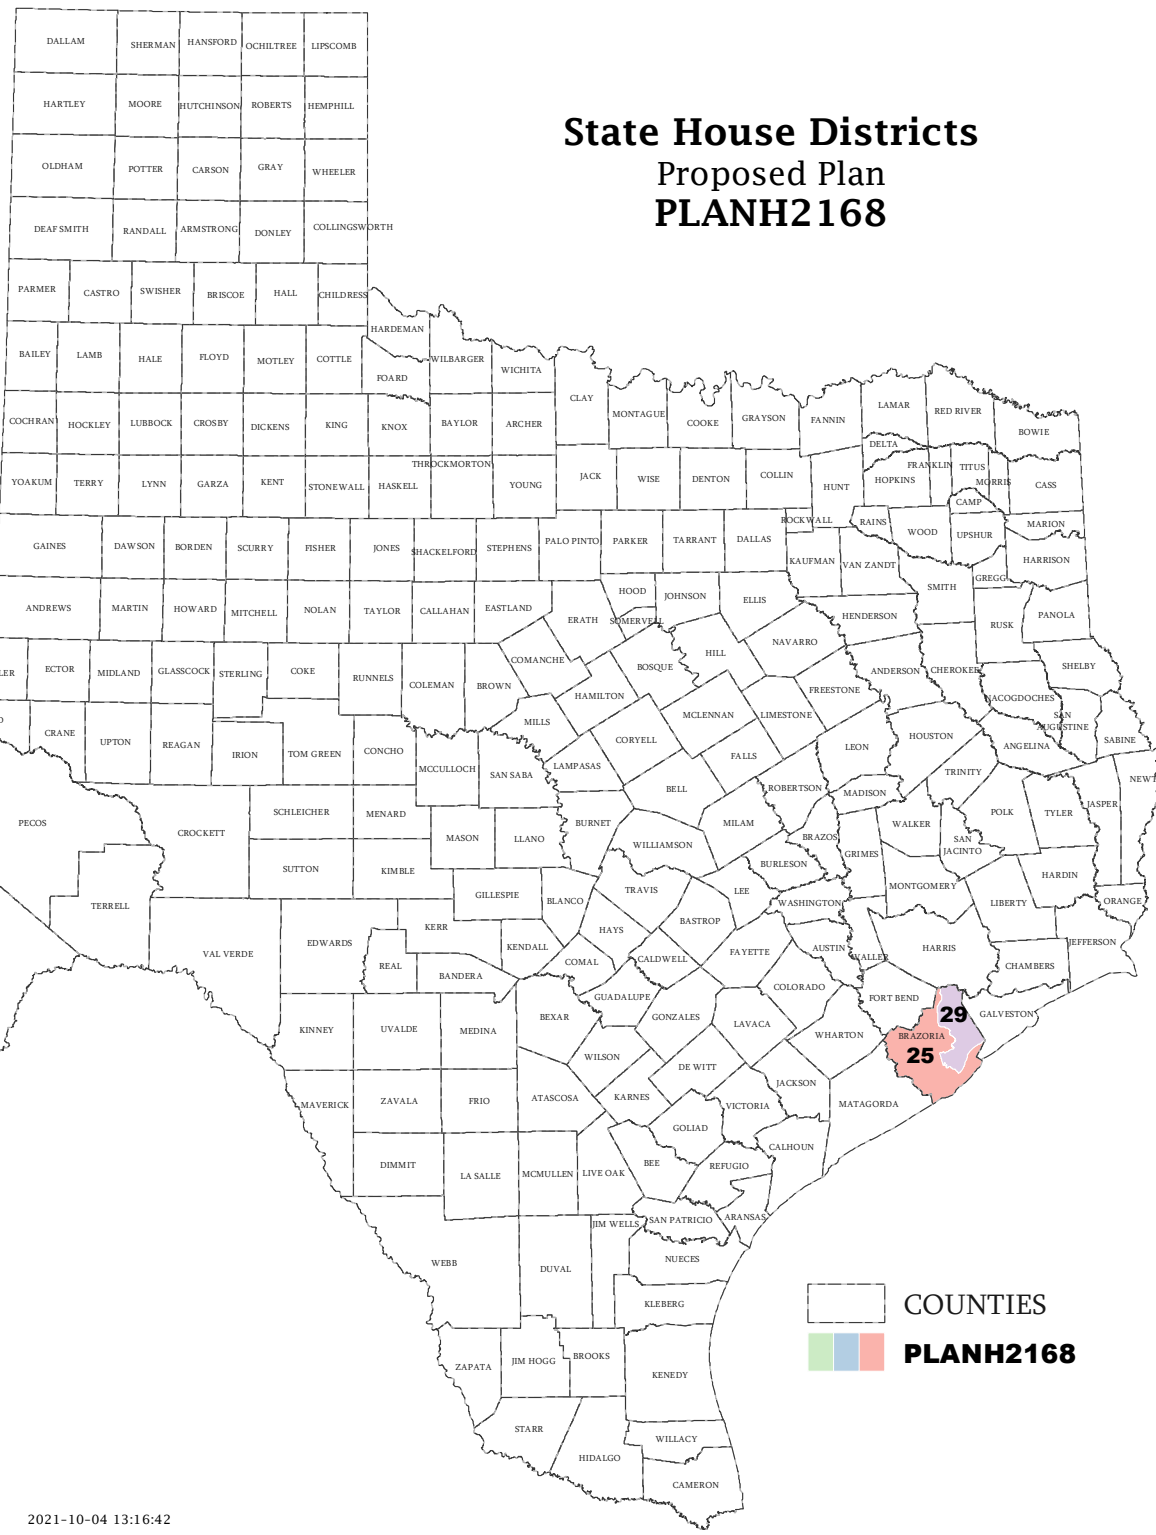 State House Districts
Proposed Plan
PLANH2168
DALLAM SHERMAN HANSFORD OCHILTREE LIPSCOMB
HARTLEY MOORE HUTCHINSON ROBERTS HEMPHILL
OLDHAM POTTER CARSON GRAY WHEELER
DEAF SMITH RANDALL ARMSTRONG DONLEY COLLINGSWORTH
PARMER CASTRO SWISHER BRISCOE HALL CHILDRESS
HARDEMAN
BAILEY LAMB HALE FLOYD MOTLEY COTTLE FOARD WILBARGER WICHITA
CLAY MONTAGUE COOKE GRAYSON FANNIN LAMAR RED RIVER BOWIE
COCHRAN HOCKLEY LUBBOCK CROSBY DICKENS KING KNOX BAYLOR ARCHER
DELTA FRANKLIN TITUS MORRIS CASS
YOAKUM TERRY LYNN GARZA KENT STONEWALL HASKELL THROCKMORTON YOUNG JACK WISE DENTON COLLIN HUNT HOPKINS CAMP
ROCKWALL RAINS WOOD UPSHUR MARION
GAINES DAWSON BORDEN SCURRY FISHER JONES SHACKELFORD STEPHENS PALO PINTO PARKER TARRANT DALLAS KAUFMAN VAN ZANDT SMITH GREGG HARRISON
ANDREWS MARTIN HOWARD MITCHELL NOLAN TAYLOR CALLAHAN EASTLAND ERATH HOOD SOMERVELL JOHNSON ELLIS HENDERSON RUSK PANOLA
NAVARRO
LER ECTOR MIDLAND GLASSCOCK STERLING COKE RUNNELS COLEMAN BROWN COMANCHE BOSQUE HILL FREESTONE ANDERSON CHEROKEE SHELBY
HAMILTON NACOGDOCHES
CRANE UPTON REAGAN IRION TOM GREEN CONCHO MILLS CORYELL MCLENNAN LIMESTONE LEON HOUSTON ANGELINA SAN
AUGUSTINE SABINE
MCCULLOCH SAN SABA LAMPASAS FALLS TRINITY NEWT
BELL ROBERTSON MADISON
PECOS CROCKETT SCHLEICHER MENARD MASON LLANO BURNET MILAM BRAZOS WALKER SAN
JACINTO POLK TYLER JASPER
WILLIAMSON GRIMES
SUTTON KIMBLE BURLESON HARDIN
TERRELL GILLESPIE BLANCO TRAVIS LEE WASHINGTON MONTGOMERY LIBERTY ORANGE
VAL VERDE EDWARDS KERR HAYS BASTROP
REAL BANDERA KENDALL COMAL CALDWELL FAYETTE AUSTIN WALLER HARRIS CHAMBERS JEFFERSON
COLORADO FORT BEND
GUADALUPE GALVESTON
KINNEY UVALDE MEDINA BEXAR GONZALES LAVACA WHARTON BRAZORIA
29
25
WILSON DE WITT
MAVERICK ZAVALA FRIO ATASCOSA KARNES JACKSON MATAGORDA
VICTORIA
GOLIAD CALHOUN
DIMMIT LA SALLE MCMULLEN LIVE OAK BEE REFUGIO
JIM WELLS SAN PATRICIO ARANSAS
WEBB DUVAL NUECES
KLEBERG
COUNTIES
PLANH2168
ZAPATA JIM HOGG BROOKS KENEDY
STARR HIDALGO WILLACY
CAMERON
2021-10-04 13:16:42